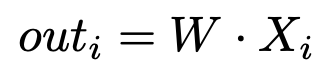 out_i = W · X_i